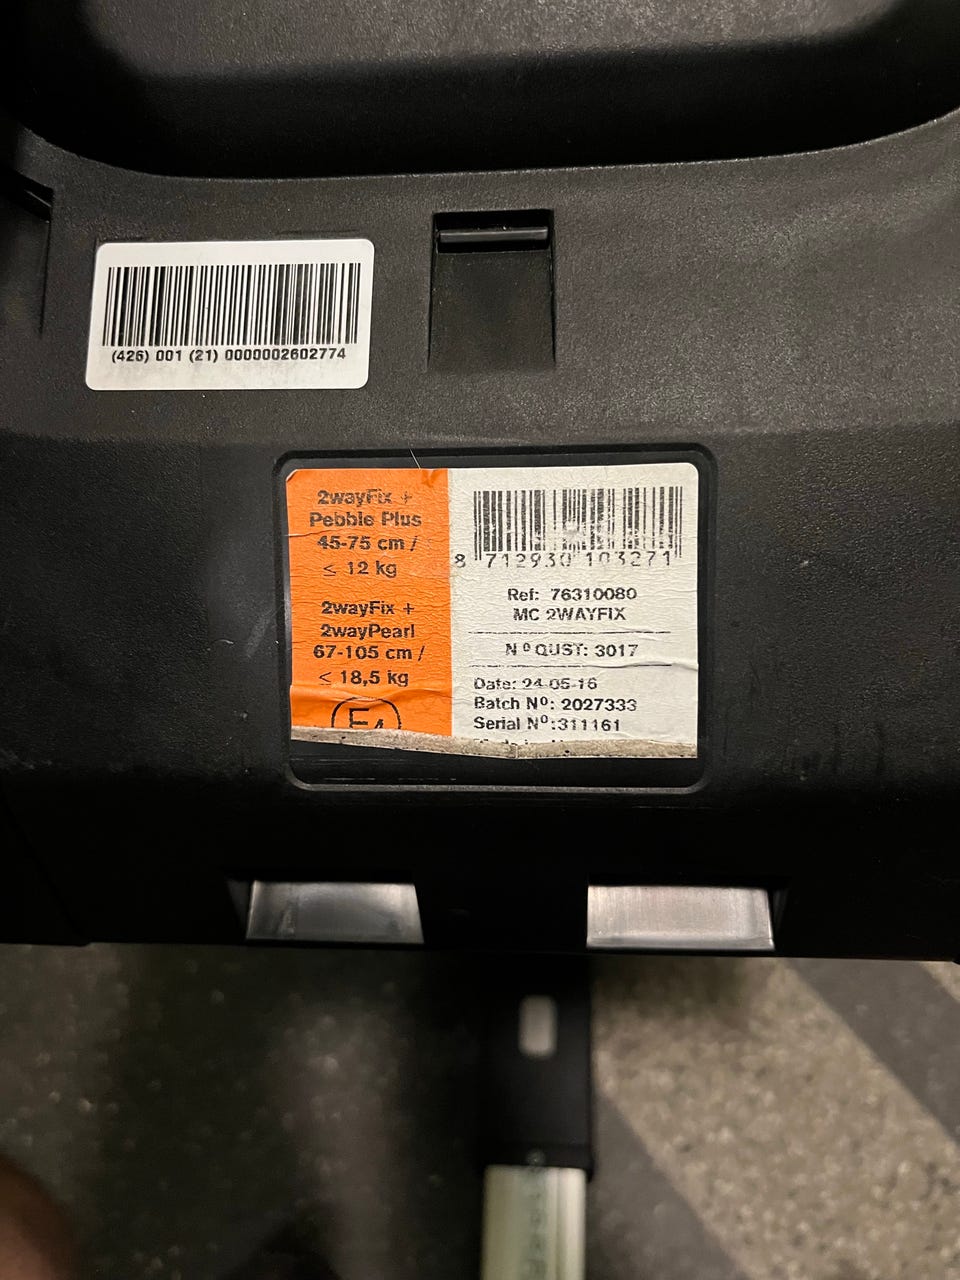 (426) 001 (21) 0000002602774
2wayFix +
Pebble Plus
45-75 cm /
≤ 12 kg
2wayFix +
2wayPearl
67-105 cm /
≤ 18,5 kg
E4
8 712930 103271
Ref: 76310080
MC 2WAYFIX
Nº QUST: 3017
Date: 24-05-16
Batch Nº: 2027333
Serial Nº:311161